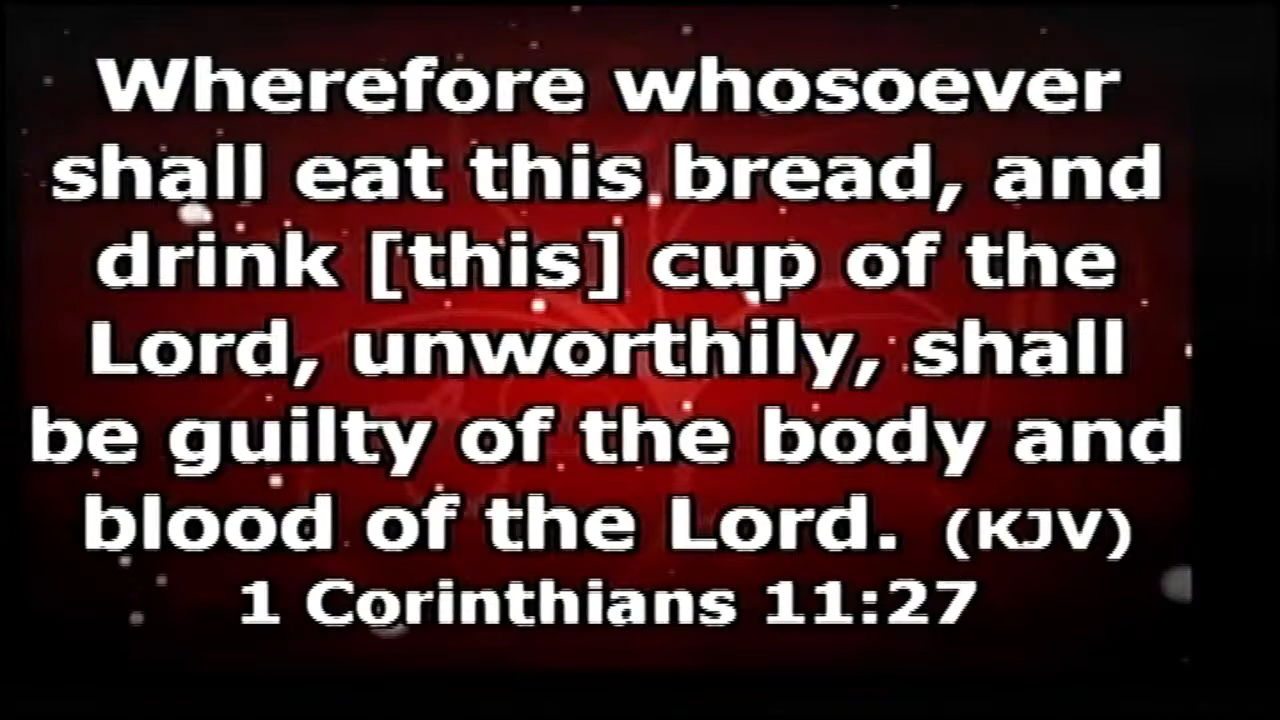 Wherefore whosoever
shall eat this bread, and
drink [this] cup of the
Lord, unworthily, shall
be guilty of the body and
blood of the Lord. (KJV)
1 Corinthians 11:27